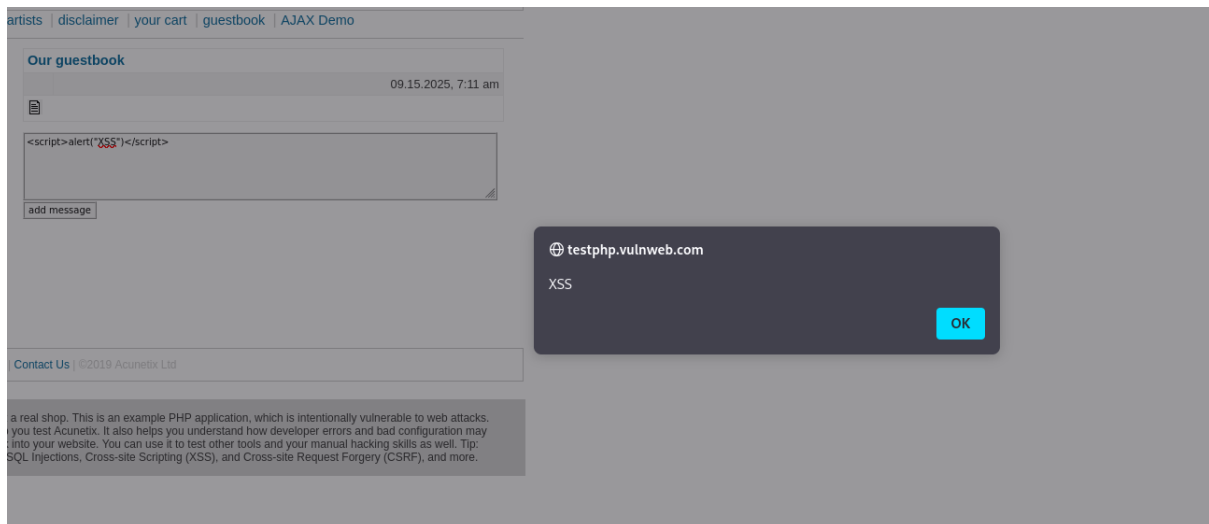 artists | disclaimer | your cart | guestbook | AJAX Demo
Our guestbook
09.15.2025, 7:11 am
<script>alert("XSS")</script>
add message
testphp.vulnweb.com
XSS
OK
| Contact Us | ©2019 Acunetix Ltd
a real shop. This is an example PHP application, which is intentionally vulnerable to web attacks.
you test Acunetix. It also helps you understand how developer errors and bad configuration may
into your website. You can use it to test other tools and your manual hacking skills as well. Tip:
SQL Injections, Cross-site Scripting (XSS), and Cross-site Request Forgery (CSRF), and more.